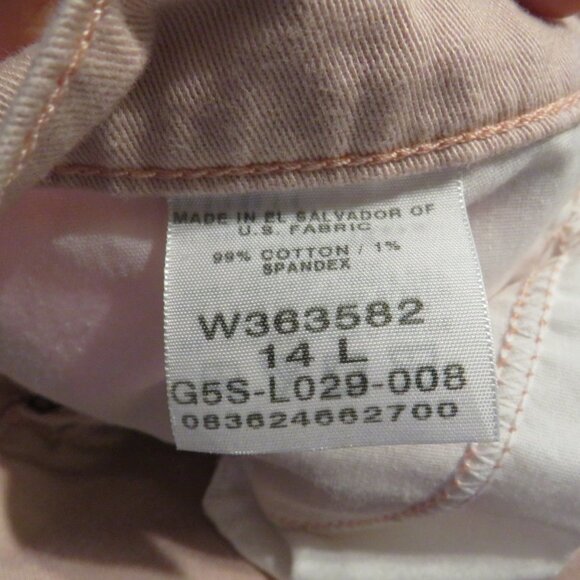 MADE IN EL SALVADOR OF
U.S. FABRIC
99% COTTON / 1%
SPANDEX
W363582
14 L
G5S-L029-008
083624662700